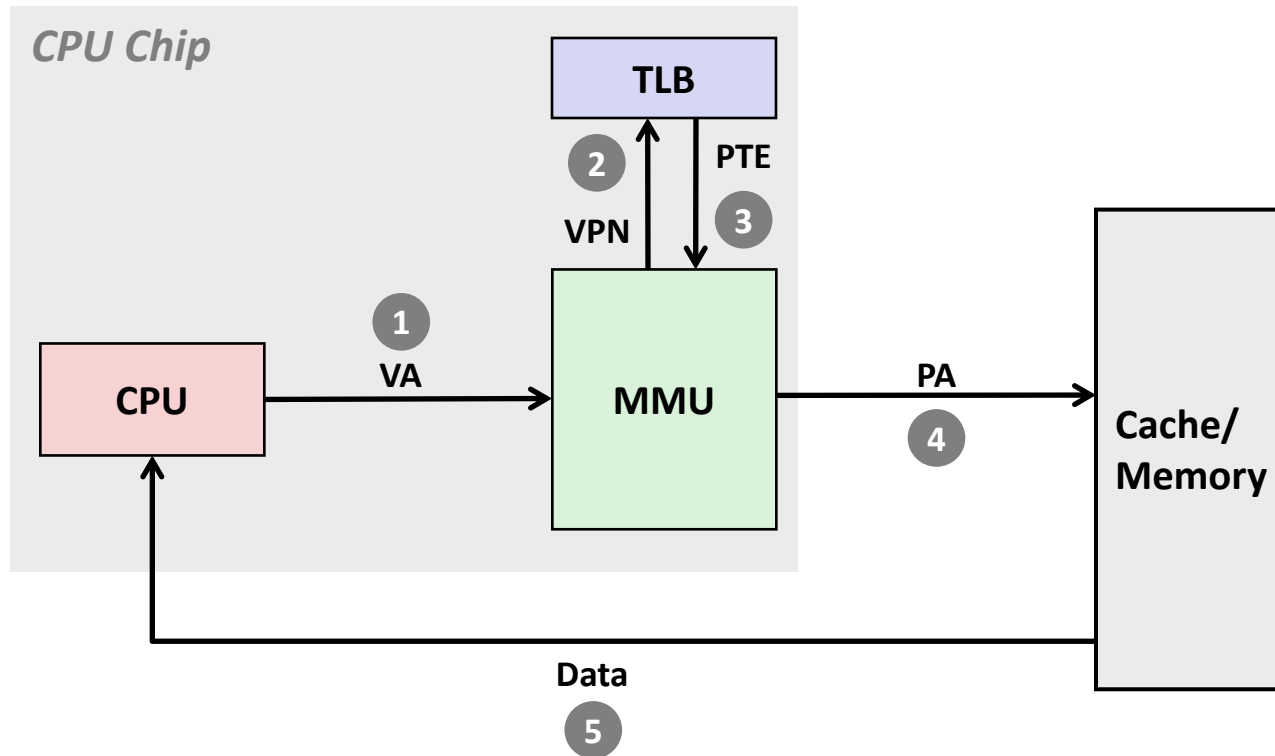 CPU Chip
TLB
2
PTE
3
VPN
1
VA
CPU
MMU
PA
4
Cache/
Memory
Data
5